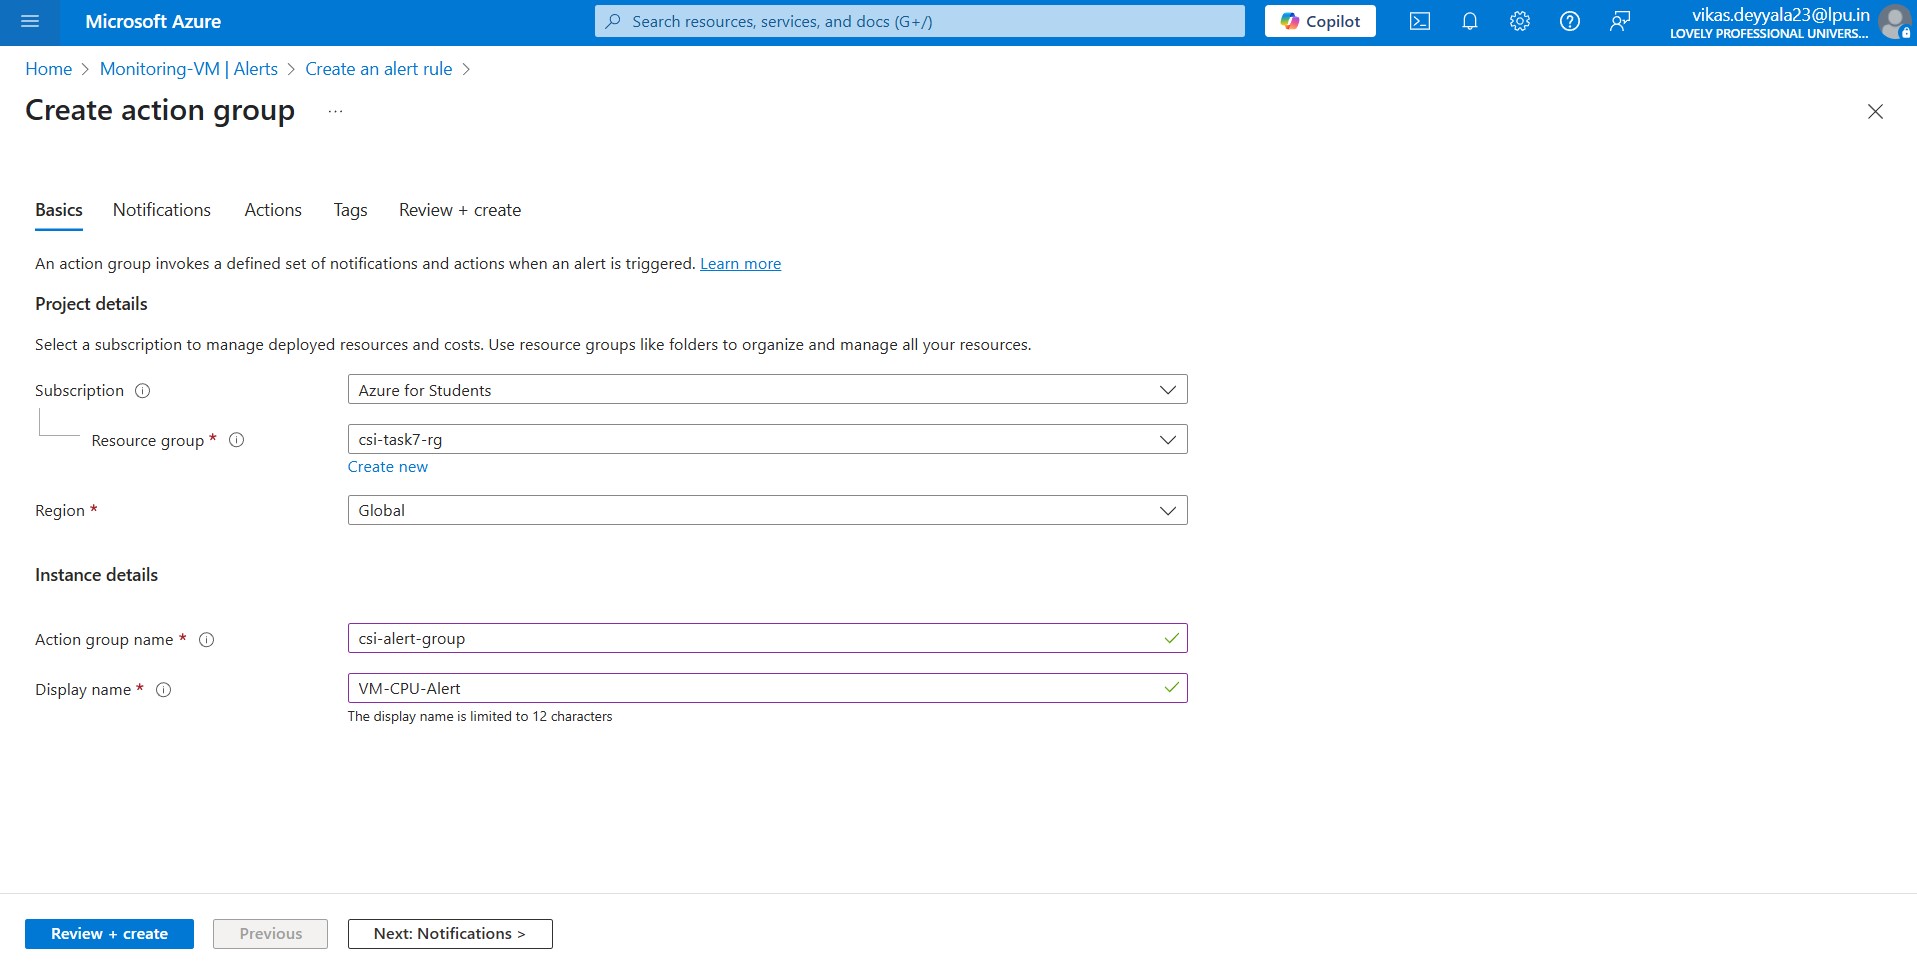 Microsoft Azure
Search resources, services, and docs (G+/)
Copilot
vikas.deyyala23@lpu.in
LOVELY PROFESSIONAL UNIVERS...
Home > Monitoring-VM | Alerts > Create an alert rule >
Create action group ...
Basics Notifications Actions Tags Review + create
An action group invokes a defined set of notifications and actions when an alert is triggered. Learn more
Project details
Select a subscription to manage deployed resources and costs. Use resource groups like folders to organize and manage all your resources.
Subscription
Azure for Students
Resource group *
csi-task7-rg
Create new
Region *
Global
Instance details
Action group name *
csi-alert-group
Display name *
VM-CPU-Alert
The display name is limited to 12 characters
Review + create
Previous
Next: Notifications >